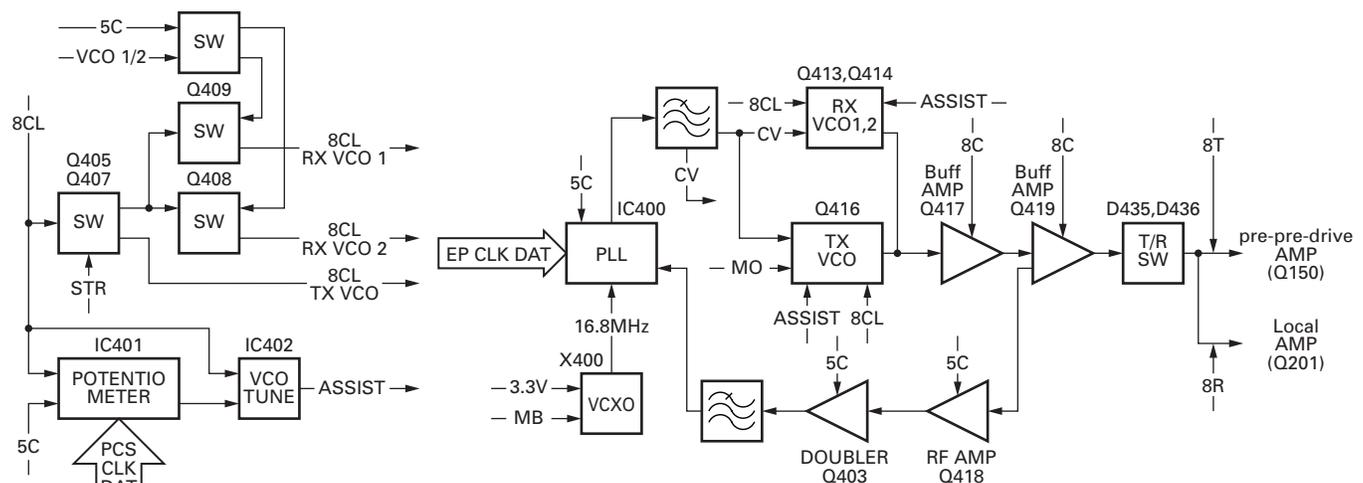 5C
SW
VCO 1/2
Q409
SW
8CL
8CL
RX VCO 1
Q405
Q407
Q408
SW
SW
8CL
RX VCO 2
STR
8CL
TX VCO
IC401
IC402
POTENTIO
METER
VCO
TUNE
ASSIST
5C
PCS
CLK
DAT
Q413,Q414
8CL
RX
VCO1,2
ASSIST
CV
CV
5C
IC400
EP CLK DAT
PLL
Q416
TX
VCO
MO
ASSIST
8CL
16.8MHz
X400
3.3V
VCXO
MB
8C
Buff
AMP
Q417
8C
Buff
AMP
Q419
D435,D436
T/R
SW
8T
pre-pre-drive
AMP
(Q150)
Local
AMP
(Q201)
8R
5C
5C
DOUBLER
Q403
RF AMP
Q418